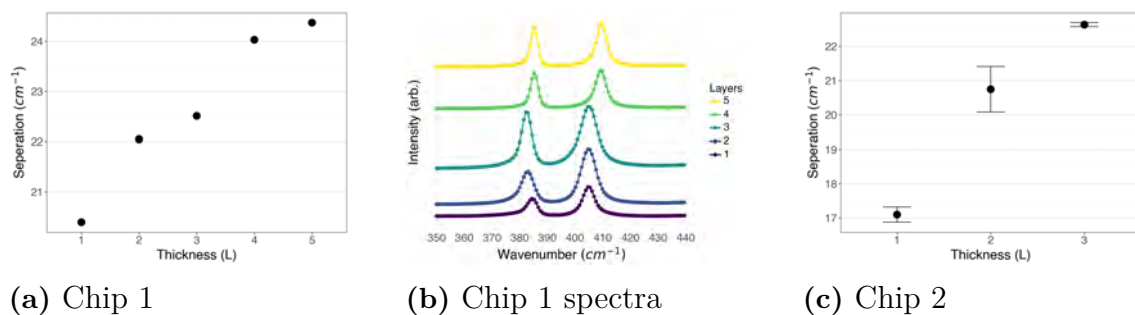 24
23
22
21
Seperation (cm⁻¹)
1 2 3 4 5
Thickness (L)
(a) Chip 1
Intensity (arb.)
350 360 370 380 390 400 410 420 430 440
Wavenumber (cm⁻¹)
Layers
5
4
3
2
1
(b) Chip 1 spectra
22
21
20
19
18
17
Seperation (cm⁻¹)
1 2 3
Thickness (L)
(c) Chip 2